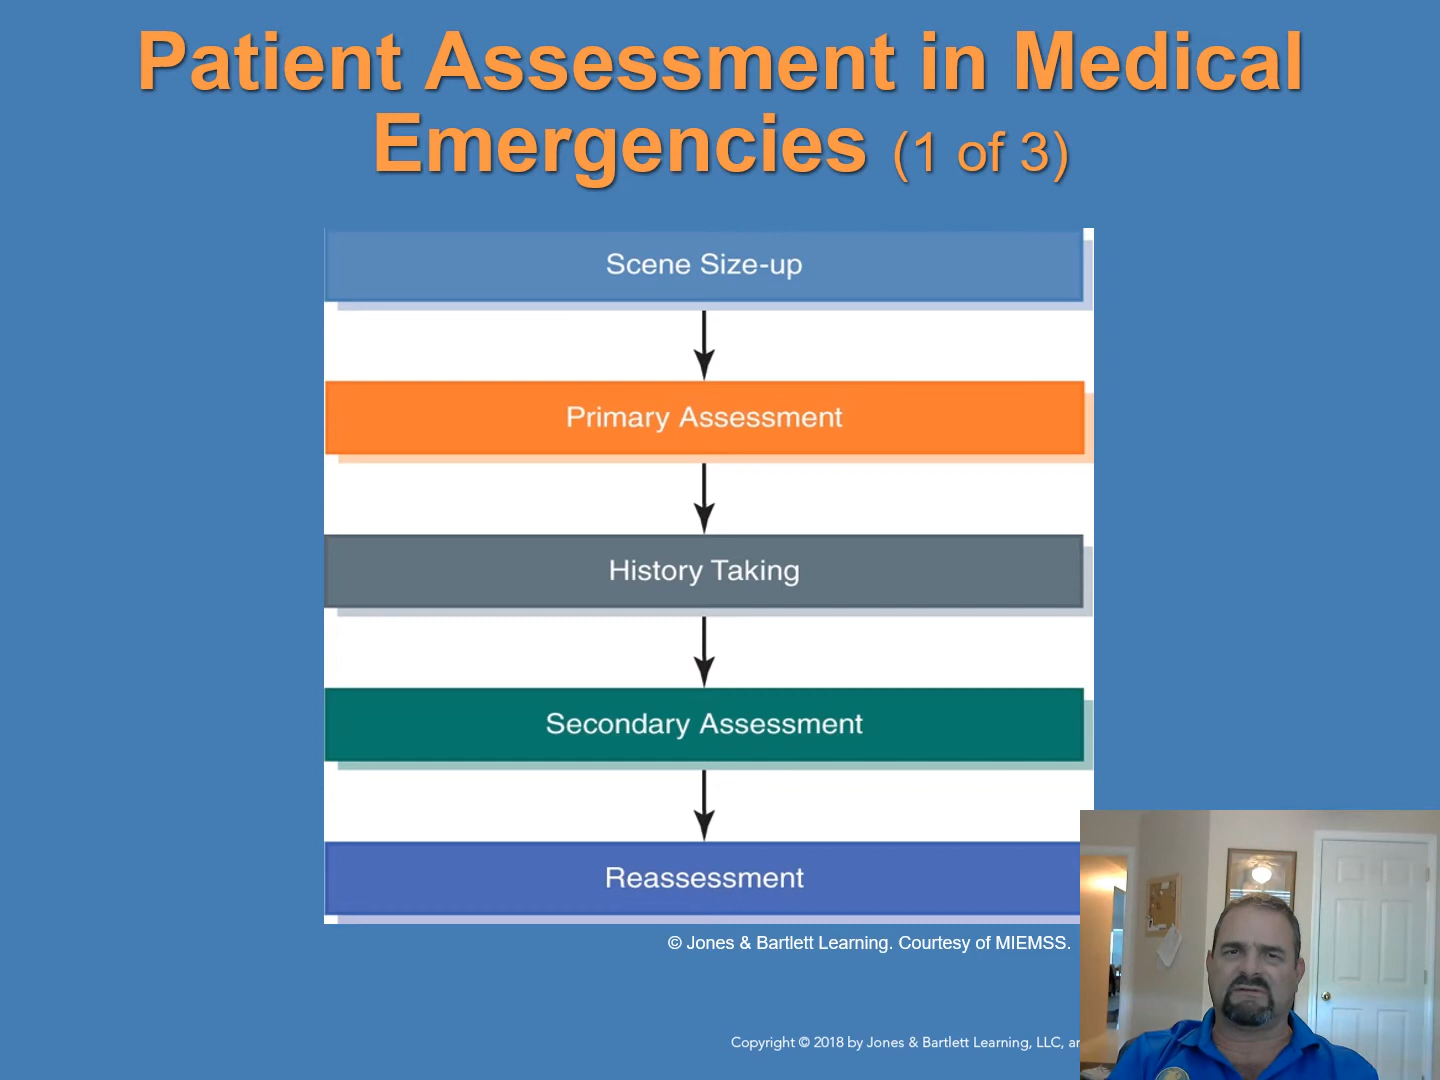 Patient Assessment in Medical
Emergencies (1 of 3)
Scene Size-up
Primary Assessment
History Taking
Secondary Assessment
Reassessment
© Jones & Bartlett Learning. Courtesy of MIEMSS.
Copyright © 2018 by Jones & Bartlett Learning, LLC,